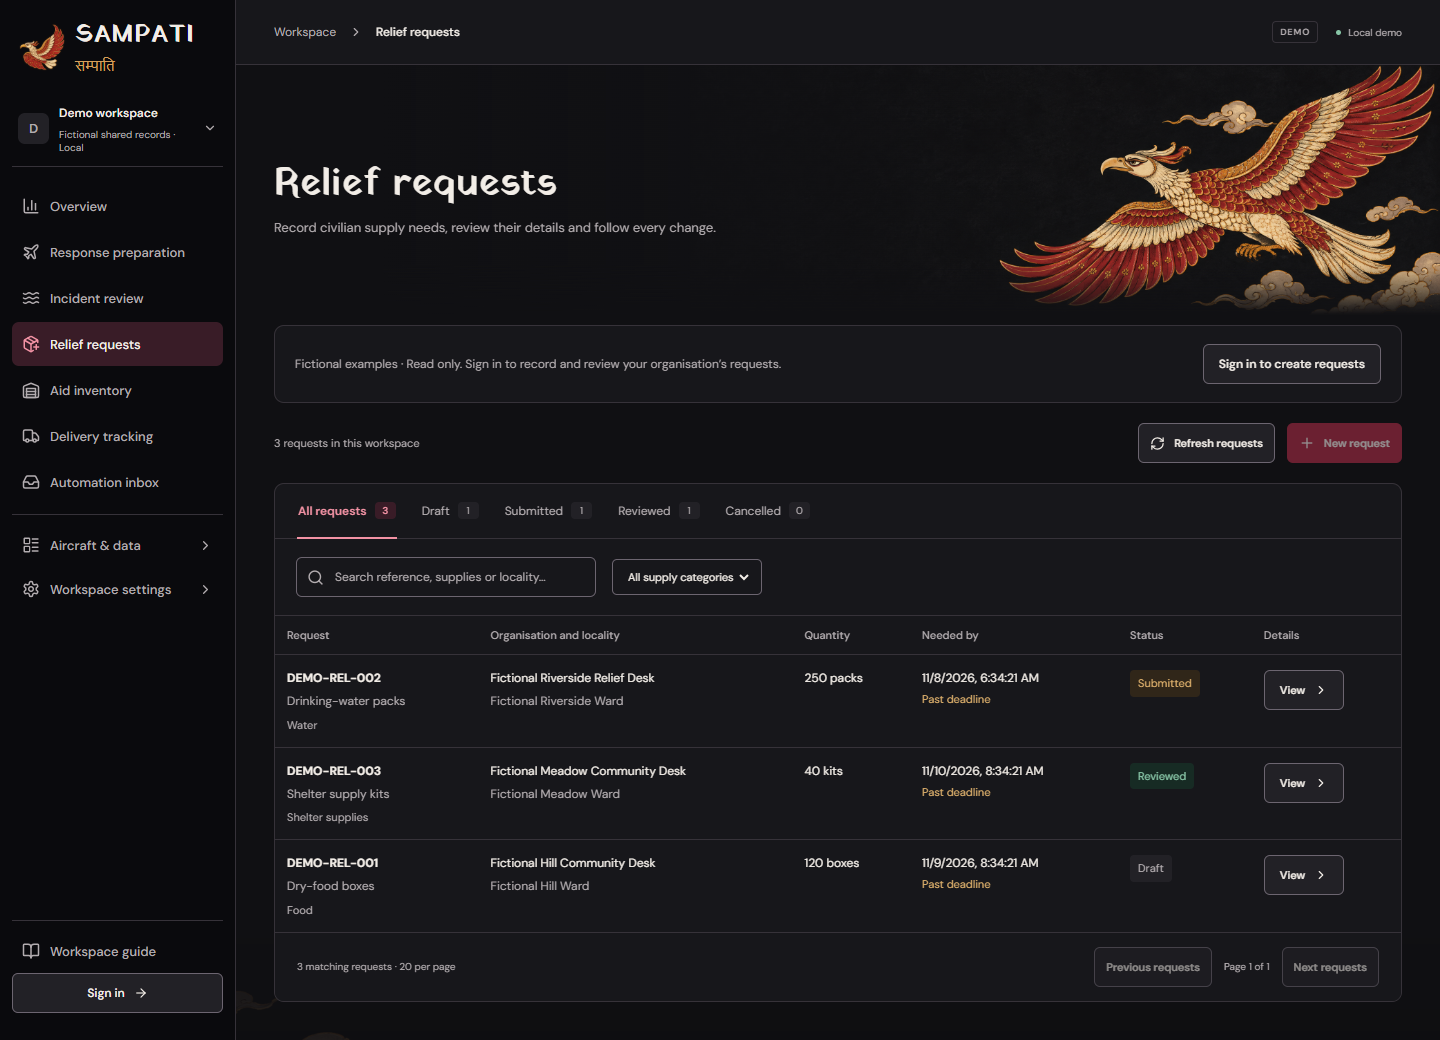 SAMPATI
सम्पाति
Demo workspace
Fictional shared records ·
Local
D
Overview
Response preparation
Incident review
Relief requests
Aid inventory
Delivery tracking
Automation inbox
Aircraft & data
Workspace settings
Workspace guide
Sign in
Workspace
Relief requests
DEMO
Local demo
Relief requests
Record civilian supply needs, review their details and follow every change.
Fictional examples · Read only. Sign in to record and review your organisation’s requests.
Sign in to create requests
3 requests in this workspace
Refresh requests
New request
All requests 3
Draft 1
Submitted 1
Reviewed 1
Cancelled 0
Search reference, supplies or locality...
All supply categories
Request
Organisation and locality
Quantity
Needed by
Status
Details
DEMO-REL-002
Drinking-water packs
Water
Fictional Riverside Relief Desk
Fictional Riverside Ward
250 packs
11/8/2026, 6:34:21 AM
Past deadline
Submitted
View
DEMO-REL-003
Shelter supply kits
Shelter supplies
Fictional Meadow Community Desk
Fictional Meadow Ward
40 kits
11/10/2026, 8:34:21 AM
Past deadline
Reviewed
View
DEMO-REL-001
Dry-food boxes
Food
Fictional Hill Community Desk
Fictional Hill Ward
120 boxes
11/9/2026, 8:34:21 AM
Past deadline
Draft
View
3 matching requests · 20 per page
Previous requests
Page 1 of 1
Next requests